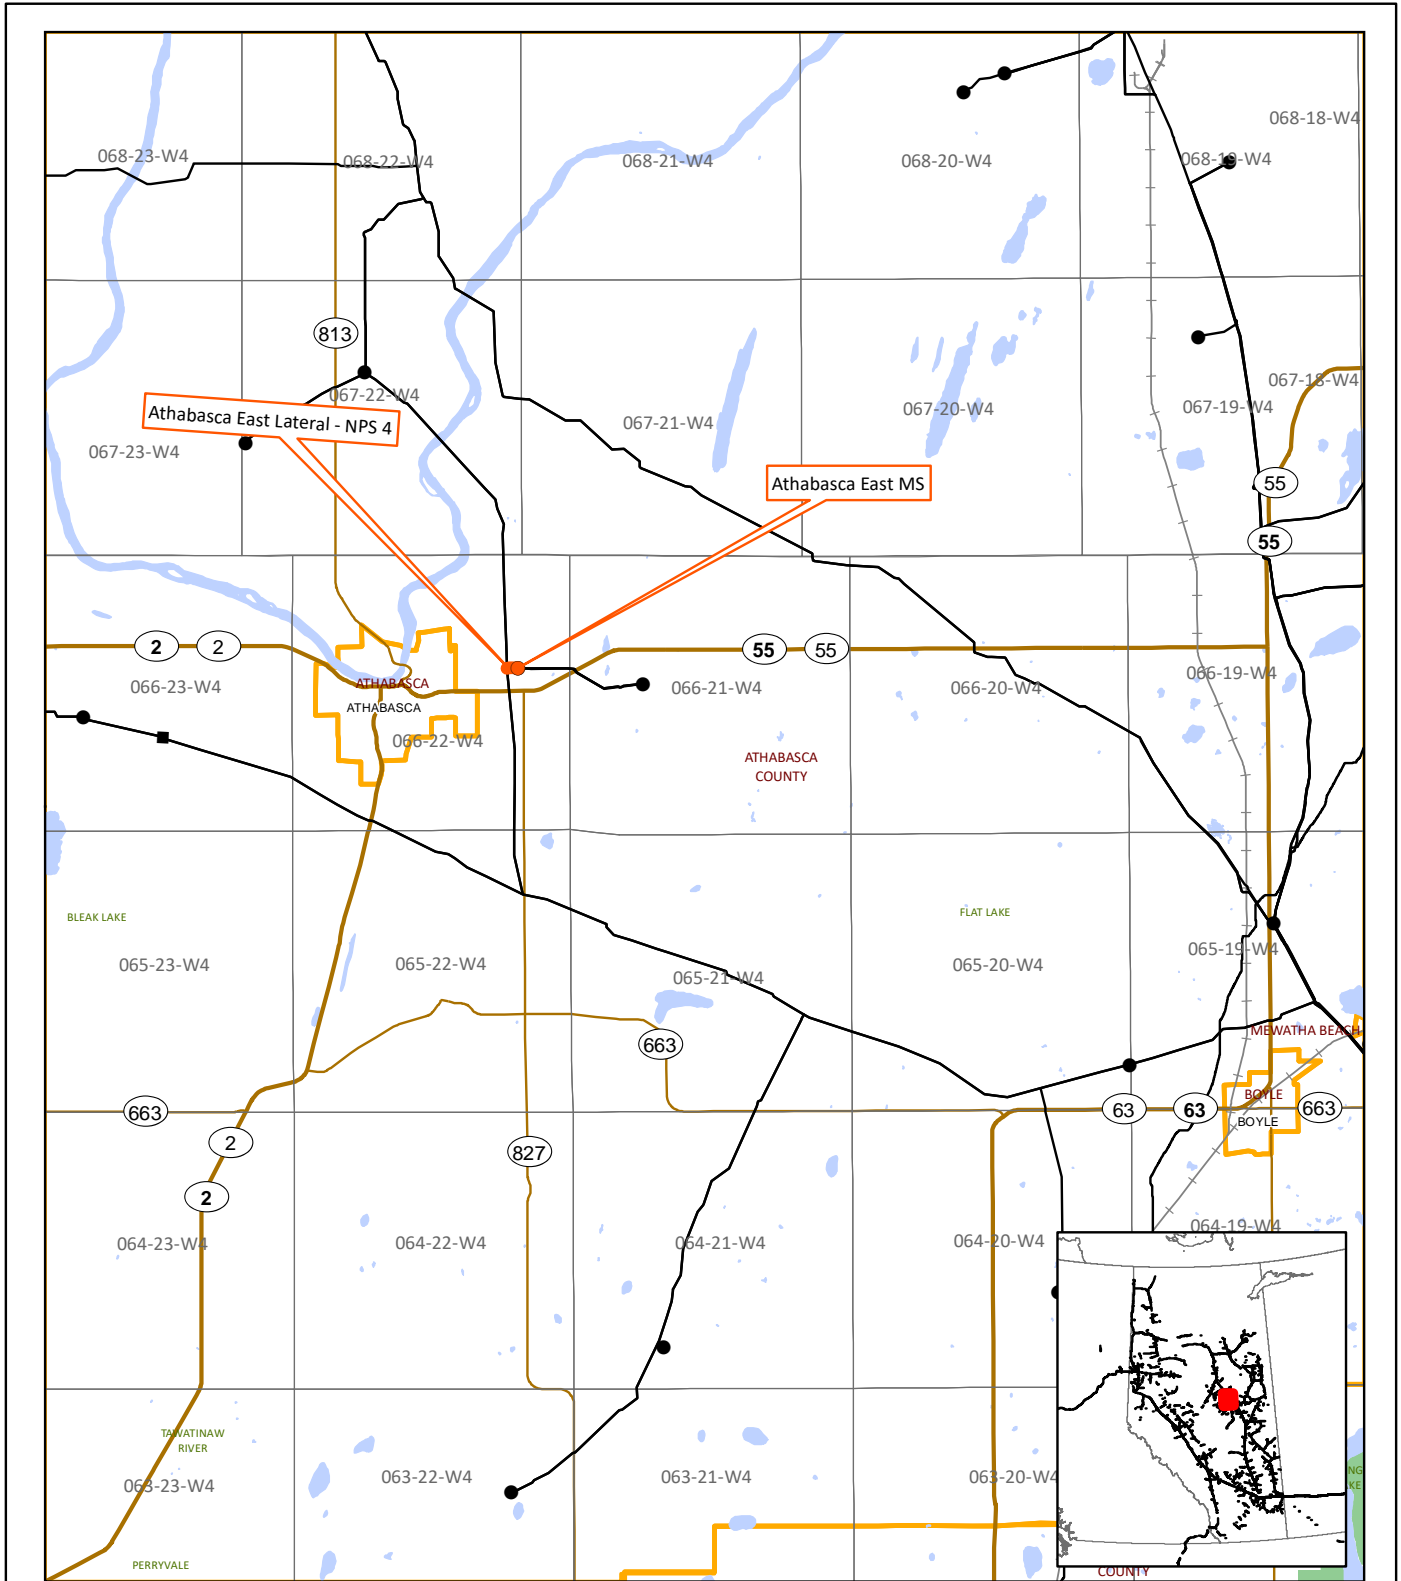 068-18-W4
068-23-W4
068-22-W4
068-21-W4
068-20-W4
068-19-W4
813
067-22-W4
067-18-W4
067-21-W4
067-20-W4
067-19-W4
Athabasca East Lateral - NPS 4
067-23-W4
Athabasca East MS
55
55
2
2
55
55
066-23-W4
ATHABASCA
ATHABASCA
066-22-W4
066-21-W4
066-20-W4
066-19-W4
ATHABASCA
COUNTY
BLEAK LAKE
FLAT LAKE
065-23-W4
065-22-W4
065-21-W4
065-20-W4
065-19-W4
663
MEWATHA BEACH
663
63
63
BOYLE
BOYLE
663
2
827
2
064-23-W4
064-22-W4
064-21-W4
064-20-W4
064-19-W4
TAWATINAW
RIVER
063-23-W4
063-22-W4
063-21-W4
063-20-W4
NG
KE
PERRYVALE
COUNTY